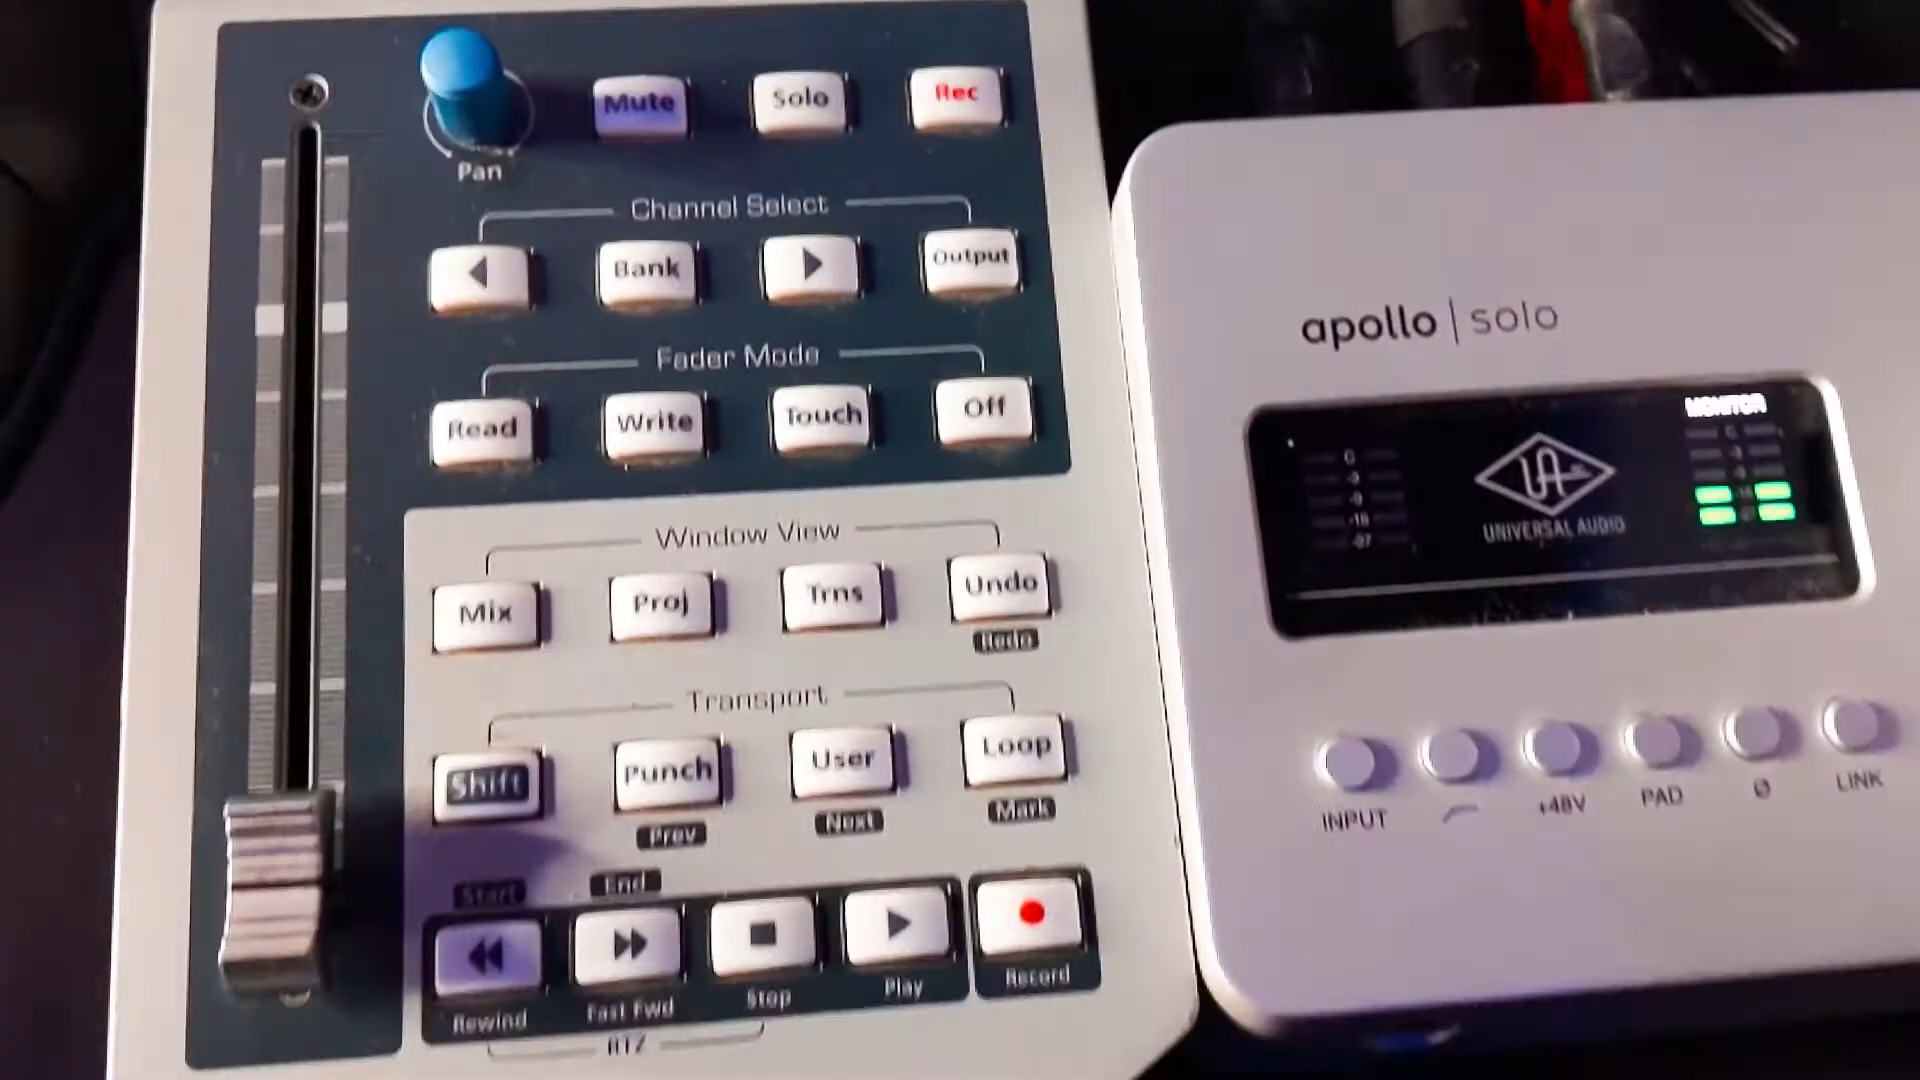 Mute
Solo
Rec
Pan
Channel Select
Bank
Output
Fader Mode
Read
Write
Touch
Off
Window View
Mix
Proj
Trns
Undo
Redo
Transport
Shift
Punch
User
Loop
Prev
Next
Mark
Start
End
Rewind
Fast Fwd
Stop
Play
Record
RTZ
apollo | solo
MONITOR
UNIVERSAL AUDIO
INPUT
+48V
PAD
Ø
LINK